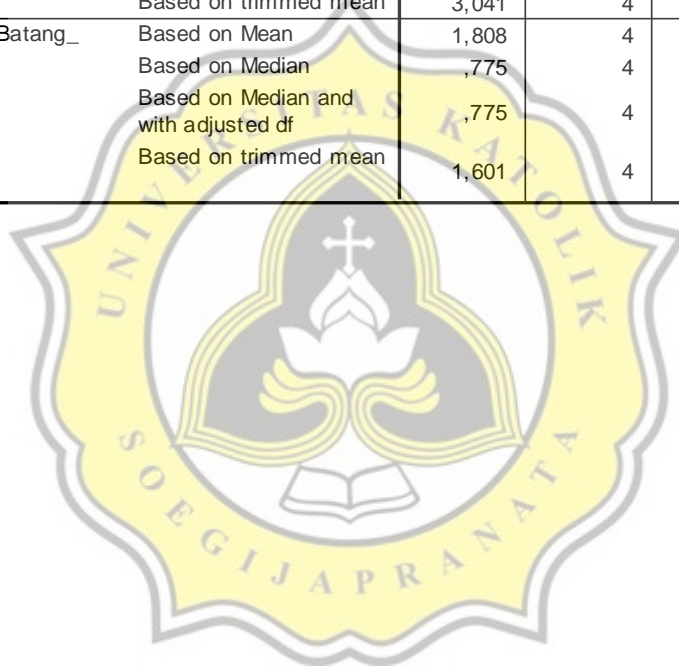 Based on trimmed mean 3,041 4
Batang_ Based on Mean 1,808 4
Based on Median ,775 4
Based on Median and
with adjusted df ,775 4
Based on trimmed mean 1,601 4
UNIVERSITAS KATOLIK
SOEGIJAPRANATA